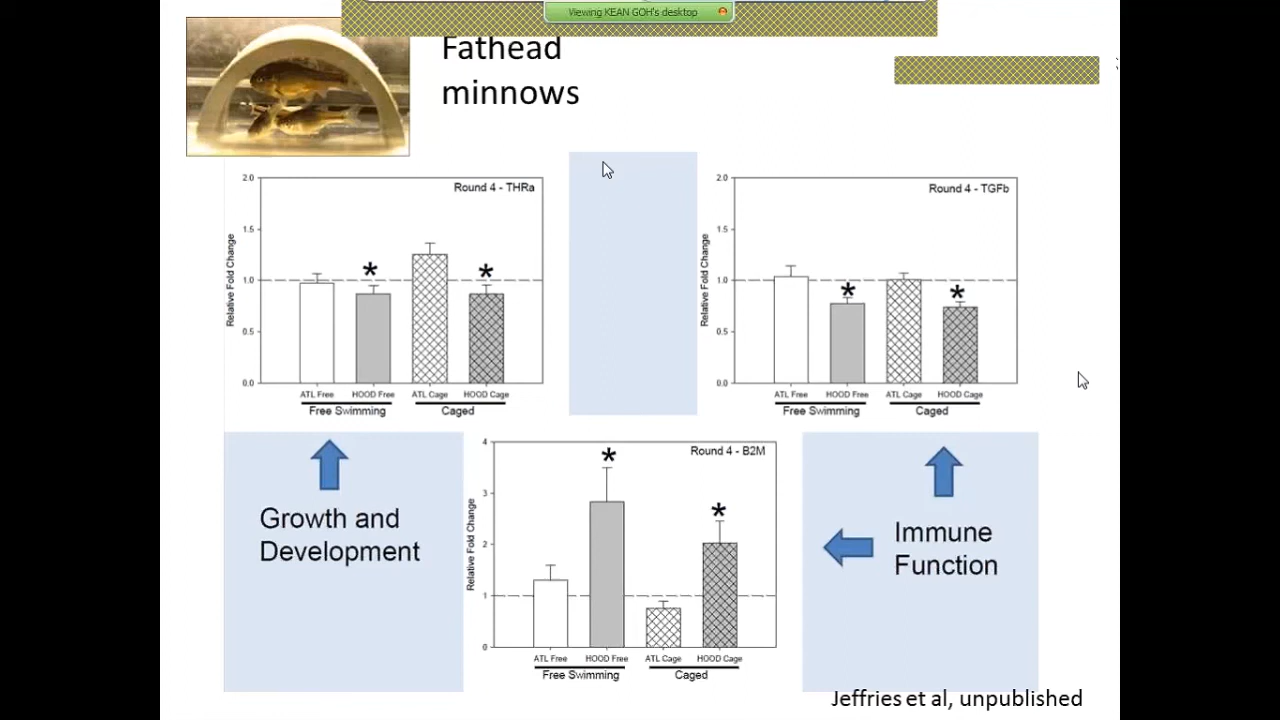 Viewing KEAN GOH's desktop
Fathead
minnows
Round 4 - THRa
2.0
1.5
1.0
0.5
0.0
Relative Fold Change
ATL Free HOOD Free ATL Cage HOOD Cage
Free Swimming Caged
Round 4 - TGFb
2.0
1.5
1.0
0.5
0.0
Relative Fold Change
ATL Free HOOD Free ATL Cage HOOD Cage
Free Swimming Caged
Growth and
Development
Round 4 - B2M
4
3
2
1
0
Relative Fold Change
ATL Free HOOD Free ATL Cage HOOD Cage
Free Swimming Caged
Immune
Function
Jeffries et al, unpublished